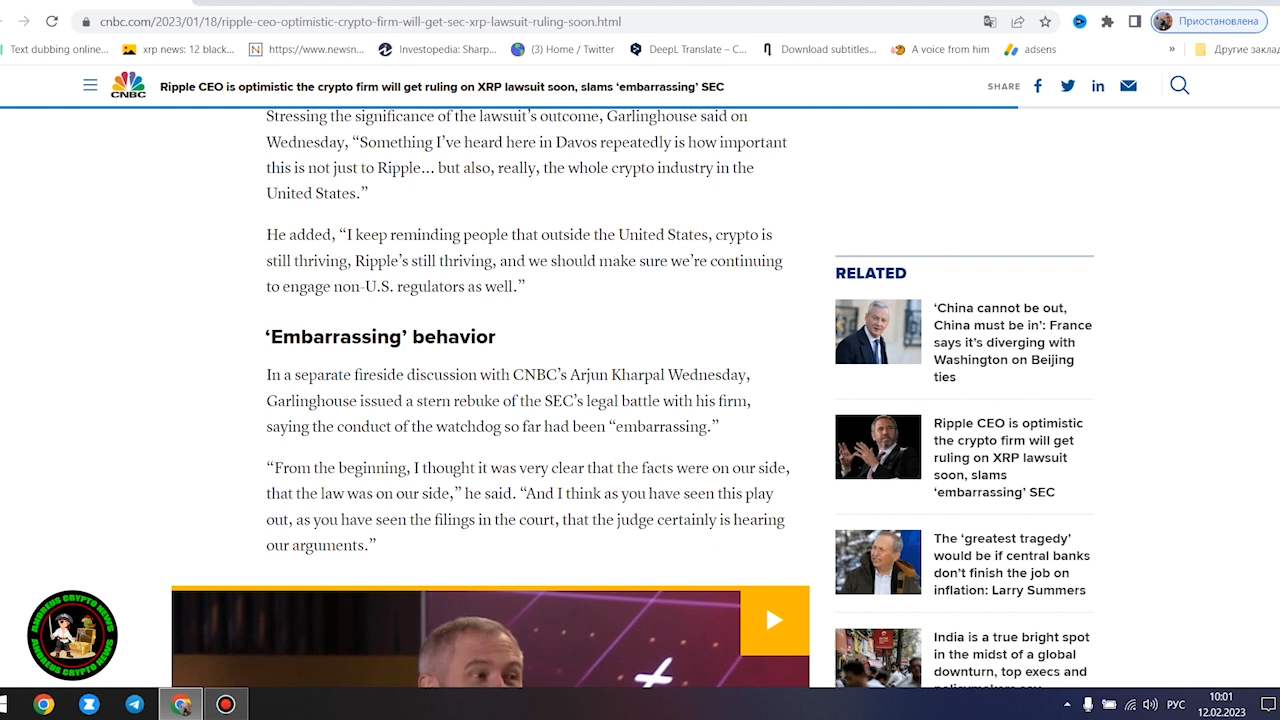 cnbc.com/2023/01/18/ripple-ceo-optimistic-crypto-firm-will-get-sec-xrp-lawsuit-ruling-soon.html
Приостановлена
Text dubbing online...
xrp news: 12 black...
https://www.newsn...
Investopedia: Sharp...
(3) Home / Twitter
DeepL Translate – C...
Download subtitles...
A voice from him
adsens
»
Другие закла
CNBC
Ripple CEO is optimistic the crypto firm will get ruling on XRP lawsuit soon, slams ‘embarrassing’ SEC
SHARE
Stressing the significance of the lawsuit’s outcome, Garlinghouse said on
Wednesday, “Something I’ve heard here in Davos repeatedly is how important
this is not just to Ripple… but also, really, the whole crypto industry in the
United States.”
He added, “I keep reminding people that outside the United States, crypto is
still thriving, Ripple’s still thriving, and we should make sure we’re continuing
to engage non-U.S. regulators as well.”
‘Embarrassing’ behavior
In a separate fireside discussion with CNBC’s Arjun Kharpal Wednesday,
Garlinghouse issued a stern rebuke of the SEC’s legal battle with his firm,
saying the conduct of the watchdog so far had been “embarrassing.”
“From the beginning, I thought it was very clear that the facts were on our side,
that the law was on our side,” he said. “And I think as you have seen this play
out, as you have seen the filings in the court, that the judge certainly is hearing
our arguments.”
RELATED
‘China cannot be out,
China must be in’: France
says it’s diverging with
Washington on Beijing
ties
Ripple CEO is optimistic
the crypto firm will get
ruling on XRP lawsuit
soon, slams
‘embarrassing’ SEC
The ‘greatest tragedy’
would be if central banks
don’t finish the job on
inflation: Larry Summers
India is a true bright spot
in the midst of a global
downturn, top execs and
ANDREUS CRYPTO NEWS
ANDREUS CRYPTO NEWS
РУС
10:01
12.02.2023